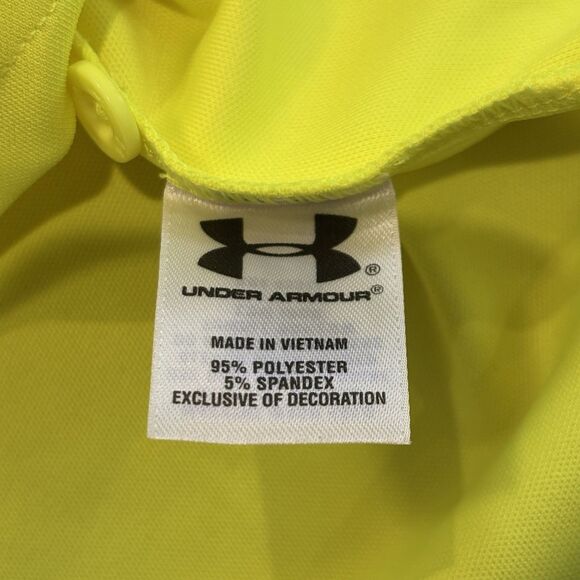 ®
UNDER ARMOUR®
MADE IN VIETNAM
95% POLYESTER
5% SPANDEX
EXCLUSIVE OF DECORATION